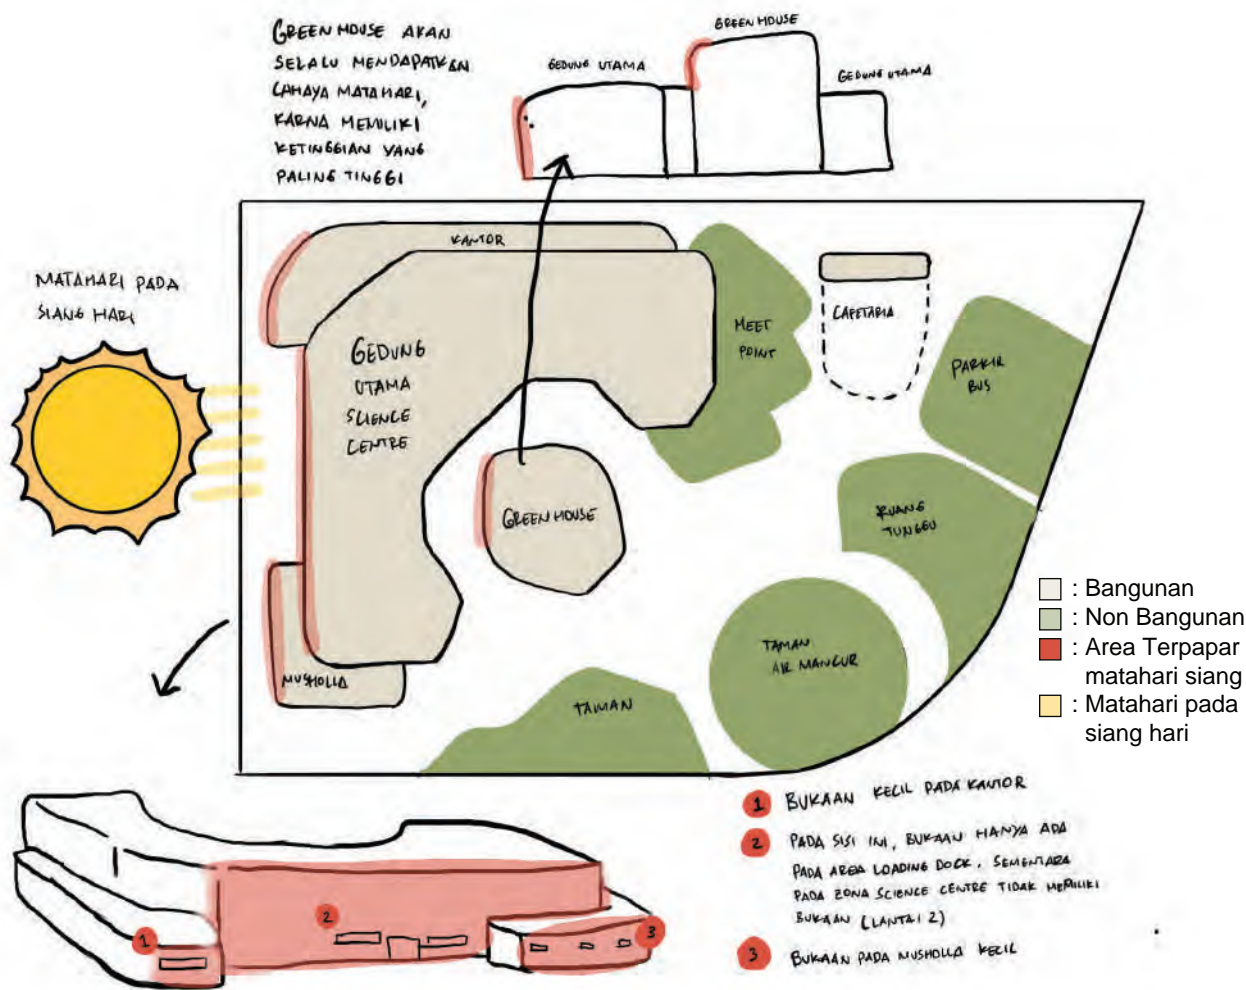 GREEN HOUSE AKAN
SELALU MENDAPATKAN
CAHAYA MATAHARI,
KARNA MEMILIKI
KETINGGIAN YANG
PALING TINGGI
GREEN HOUSE
GEDUNG UTAMA
GEDUNG UTAMA
MATAHARI PADA
SIANG HARI
KANTOR
GEDUNG
UTAMA
SCIENCE
CENTRE
MEET
POINT
CAFETARIA
PARKIR
BUS
GREEN HOUSE
RUANG
TUNGGU
TAMAN
AIR MANCUR
MUSHOLLA
TAMAN
: Bangunan
: Non Bangunan
: Area Terpapar
matahari siang
: Matahari pada
siang hari
1
2
3
1 BUKAAN KECIL PADA KANTOR
2 PADA SISI INI, BUKAAN HANYA ADA
PADA AREA LOADING DOCK, SEMENTARA
PADA ZONA SCIENCE CENTRE TIDAK MEMILIKI
BUKAAN (LANTAI 2)
3 BUKAAN PADA MUSHOLLA KECIL